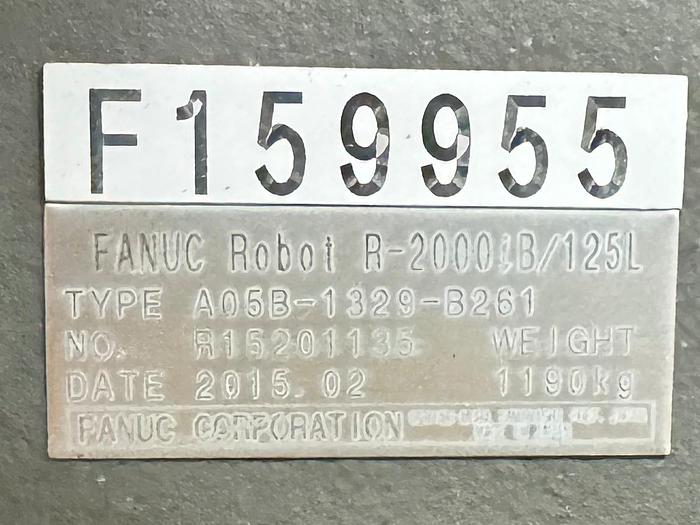 F159955
FANUC Robot R-2000iB/125L
TYPE A05B-1329-B261
NO. R15201135 WEIGHT
DATE 2015.02 1190kg
FANUC CORPORATION